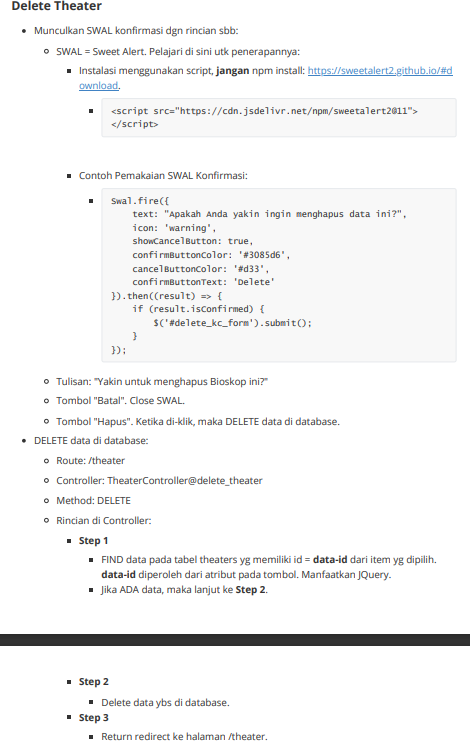 Delete Theater
Munculkan SWAL konfirmasi dgn rincian sbb:
SWAL = Sweet Alert. Pelajari di sini utk penerapannya:
Instalasi menggunakan script, jangan npm install: https://sweetalert2.github.io/#d
ownload.
<script src="https://cdn.jsdelivr.net/npm/sweetalert2@11">
</script>
Contoh Pemakaian SWAL Konfirmasi:
Swal.fire({
    text: "Apakah Anda yakin ingin menghapus data ini?",
    icon: 'warning',
    showCancelButton: true,
    confirmButtonColor: '#3085d6',
    cancelButtonColor: '#d33',
    confirmButtonText: 'Delete'
}).then((result) => {
    if (result.isConfirmed) {
        $('#delete_kc_form').submit();
    }
});
Tulisan: "Yakin untuk menghapus Bioskop ini?"
Tombol "Batal". Close SWAL.
Tombol "Hapus". Ketika di-klik, maka DELETE data di database.
DELETE data di database:
Route: /theater
Controller: TheaterController@delete_theater
Method: DELETE
Rincian di Controller:
Step 1
FIND data pada tabel theaters yg memiliki id = data-id dari item yg dipilih.
data-id diperoleh dari atribut pada tombol. Manfaatkan JQuery.
Jika ADA data, maka lanjut ke Step 2.
Step 2
Delete data ybs di database.
Step 3
Return redirect ke halaman /theater.